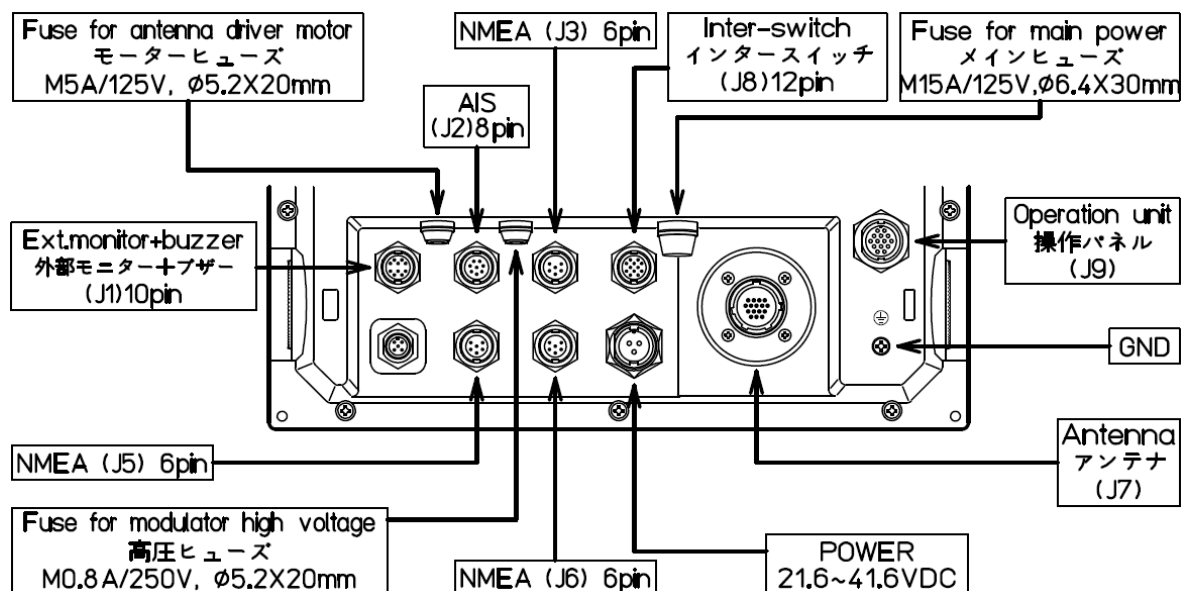 Fuse for antenna driver motor
モーターヒューズ
M5A/125V, Ø5.2X20mm
NMEA (J3) 6pin
Inter-switch
インタースイッチ
(J8)12pin
Fuse for main power
メインヒューズ
M15A/125V,Ø6.4X30mm
AIS
(J2)8pin
Ext.monitor+buzzer
外部モニター+ブザー
(J1)10pin
Operation unit
操作パネル
(J9)
GND
Antenna
アンテナ
(J7)
NMEA (J5) 6pin
Fuse for modulator high voltage
高圧ヒューズ
M0.8A/250V, Ø5.2X20mm
NMEA (J6) 6pin
POWER
21.6~41.6VDC